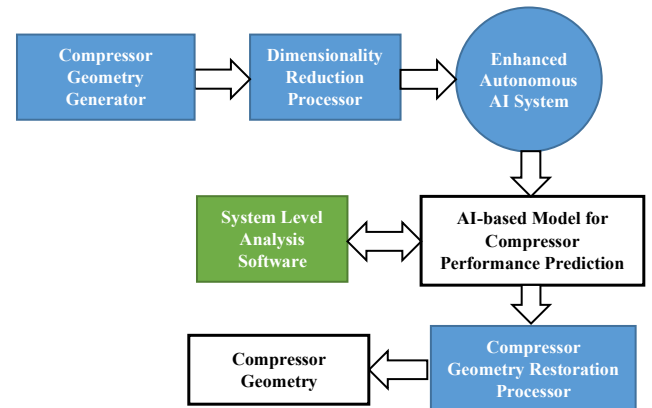 Compressor
Geometry
Generator
Dimensionality
Reduction
Processor
Enhanced
Autonomous
AI System
System Level
Analysis
Software
AI-based Model for
Compressor
Performance Prediction
Compressor
Geometry
Compressor
Geometry Restoration
Processor